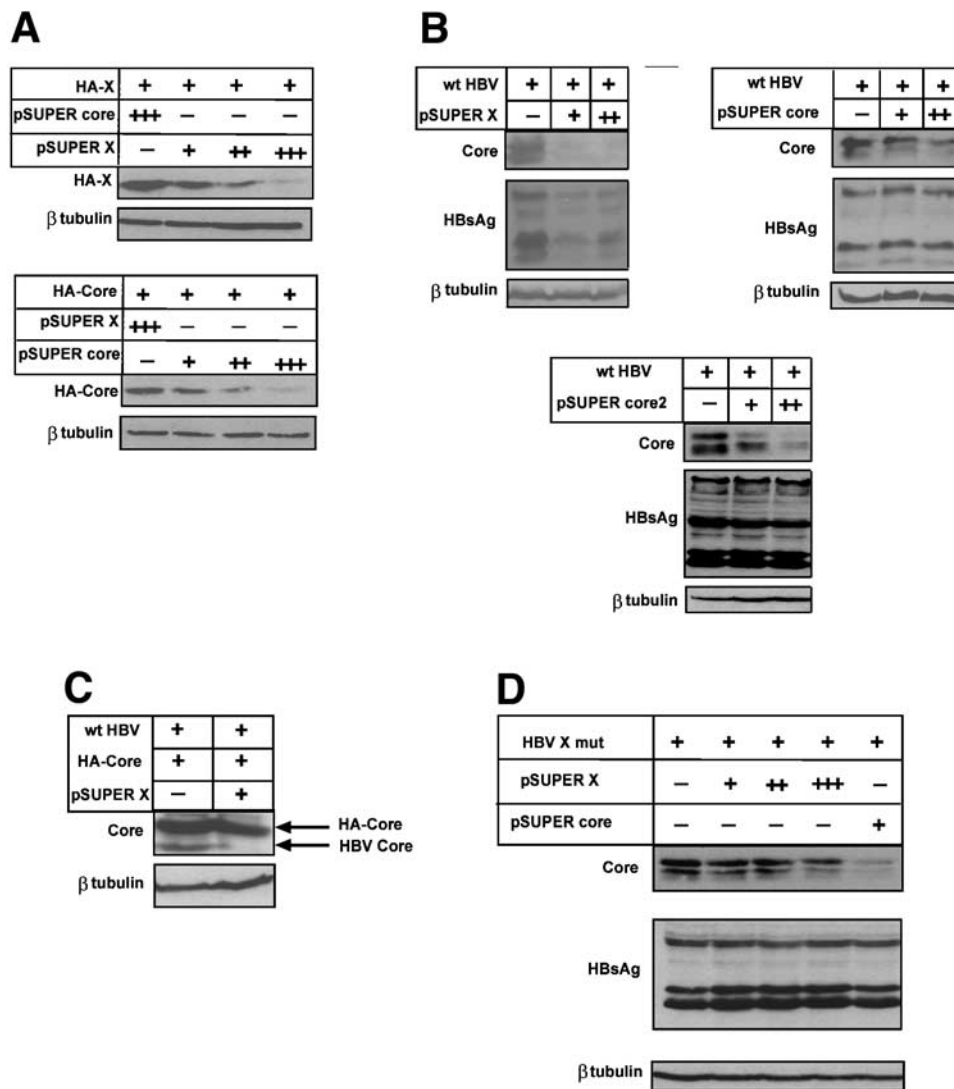 A
HA-X + + + +
pSUPER core +++ – – –
pSUPER X – + ++ +++
HA-X
β tubulin
HA-Core + + + +
pSUPER X +++ – – –
pSUPER core – + ++ +++
HA-Core
β tubulin
B
wt HBV + + +
pSUPER X – + ++
Core
HBsAg
β tubulin
wt HBV + + +
pSUPER core – + ++
Core
HBsAg
β tubulin
wt HBV + + +
pSUPER core2 – + ++
Core
HBsAg
β tubulin
C
wt HBV + +
HA-Core + +
pSUPER X – +
Core
HA-Core
HBV Core
β tubulin
D
HBV X mut + + + + +
pSUPER X – + ++ +++ –
pSUPER core – – – – +
Core
HBsAg
β tubulin